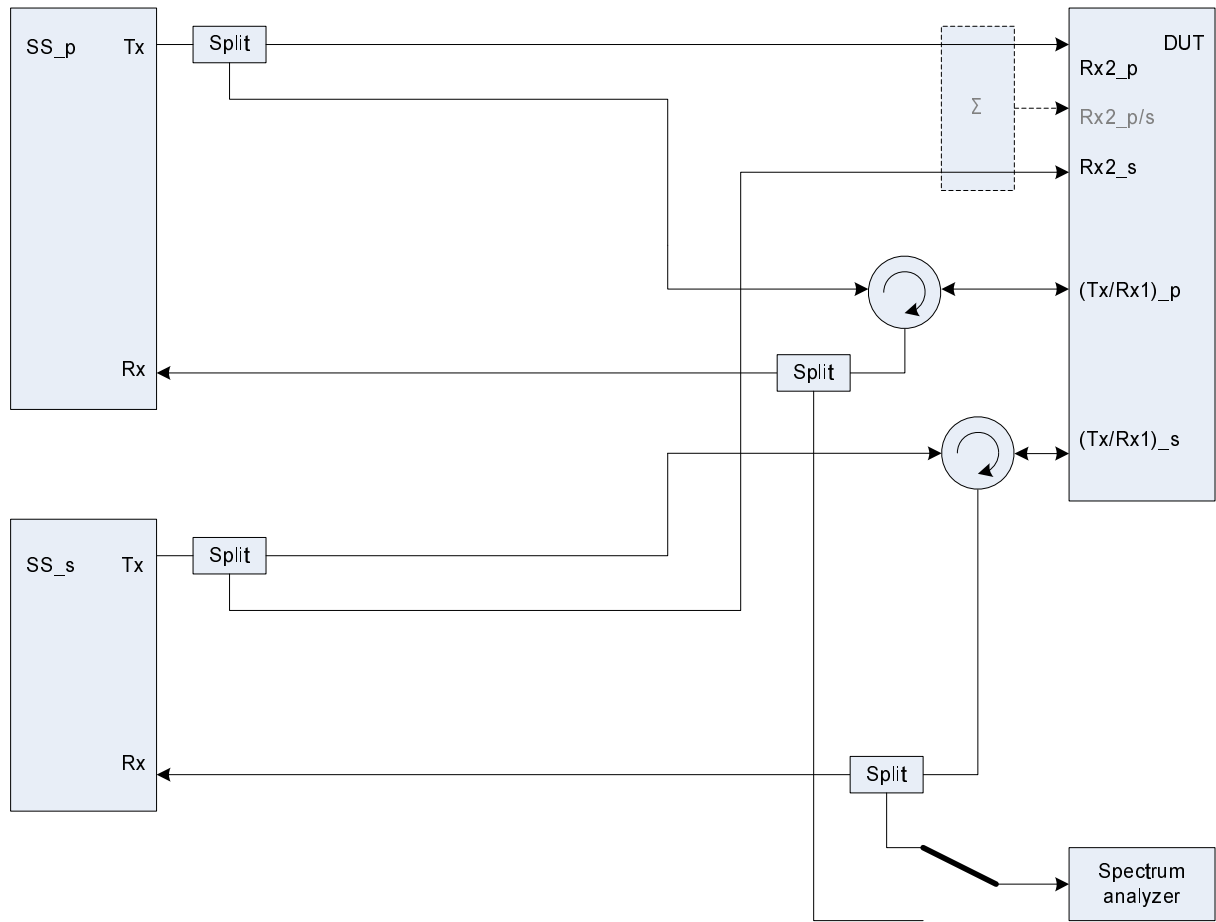 SS_p
Tx
Split
DUT
Rx2_p
Σ
Rx2_p/s
Rx2_s
(Tx/Rx1)_p
Rx
Split
(Tx/Rx1)_s
SS_s
Tx
Split
Rx
Split
Spectrum
analyzer